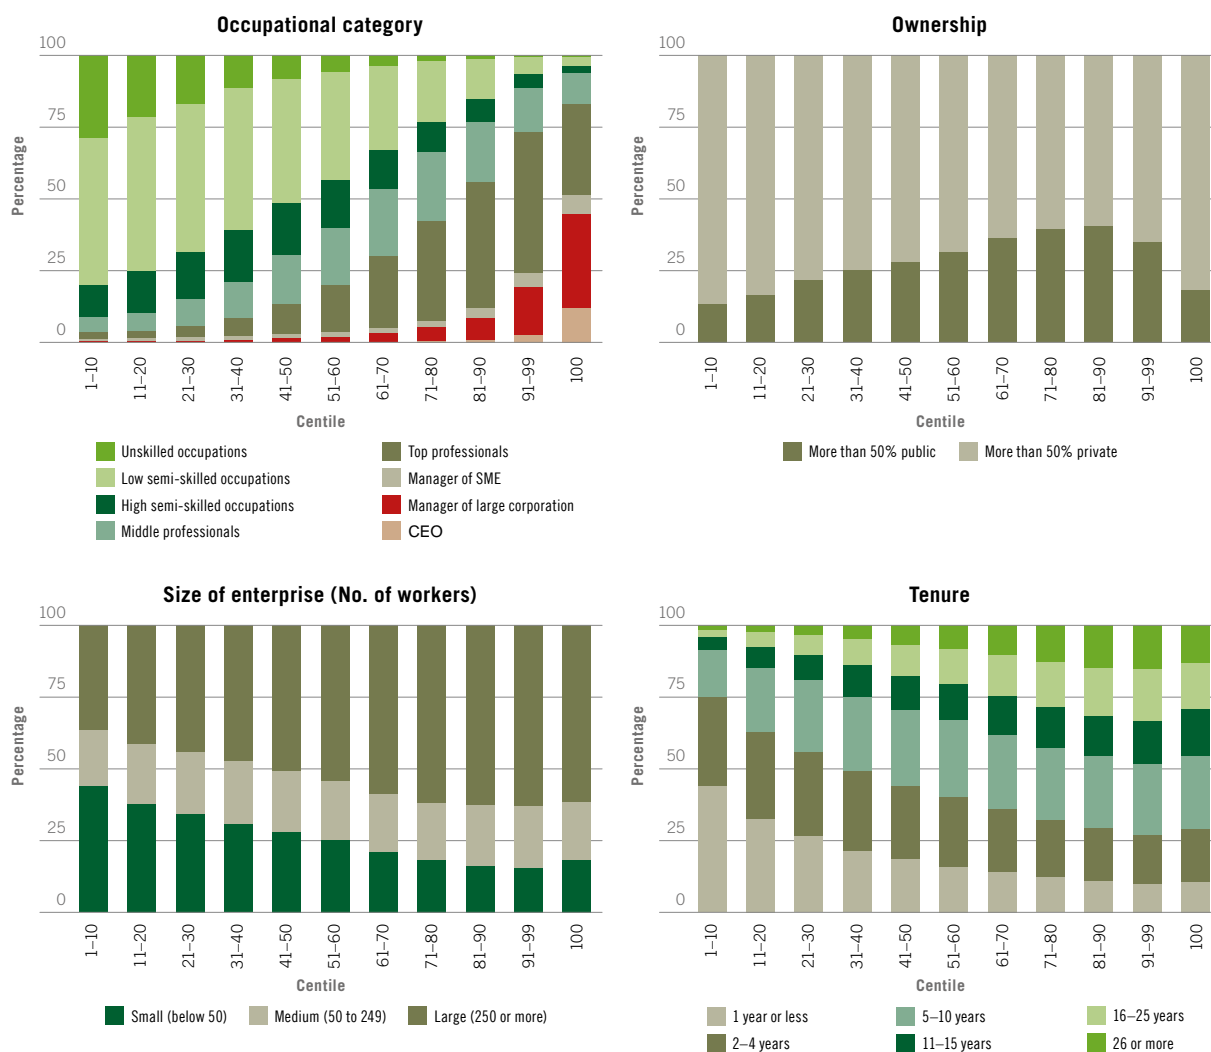 Occupational category
100
75
50
25
0
Percentage
1–10
11–20
21–30
31–40
41–50
51–60
61–70
71–80
81–90
91–99
100
Centile
Unskilled occupations
Low semi-skilled occupations
High semi-skilled occupations
Middle professionals
Top professionals
Manager of SME
Manager of large corporation
CEO
Ownership
100
75
50
25
0
Percentage
1–10
11–20
21–30
31–40
41–50
51–60
61–70
71–80
81–90
91–99
100
Centile
More than 50% public
More than 50% private
Size of enterprise (No. of workers)
100
75
50
25
0
Percentage
1–10
11–20
21–30
31–40
41–50
51–60
61–70
71–80
81–90
91–99
100
Centile
Small (below 50)
Medium (50 to 249)
Large (250 or more)
Tenure
100
75
50
25
0
Percentage
1–10
11–20
21–30
31–40
41–50
51–60
61–70
71–80
81–90
91–99
100
Centile
1 year or less
2–4 years
5–10 years
11–15 years
16–25 years
26 or more